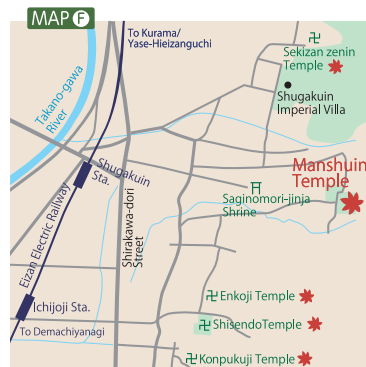 MAP F
To Kurama/
Yase-Hieizanguchi
Sekizan zenin
Temple
Takano-gawa
River
Shugakuin
Imperial Villa
Manshuin
Temple
Shugakuin
Sta.
Saginomori-jinja
Shrine
Eizan Electric Railway
Shirakawa-dori
Street
Enkoji Temple
Ichijoji Sta.
ShisendoTemple
To Demachiyanagi
Konpukuji Temple